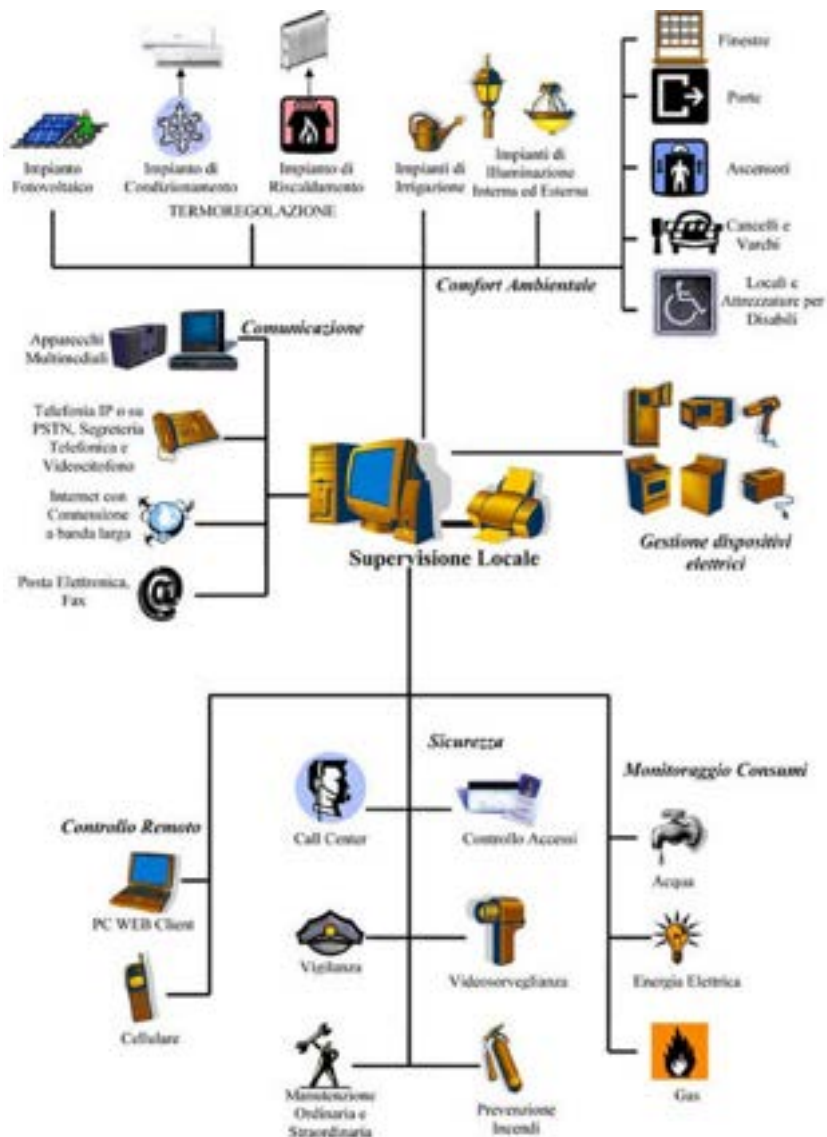 Finestre
Porte
Impianto
Fotovoltaico
Impianto di
Condizionamento
Impianto di
Riscaldamento
TERMOREGOLAZIONE
Impianti di
Irrigazione
Impianti di
Illuminazione
Interna ed Esterna
Ascensori
Cancelli e
Varchi
Comfort Ambientale
Locali e
Attrezzature per
Disabili
Comunicazione
Apparecchi
Multimediali
Telefonia IP o su
PSTN, Segreteria
Telefonica e
Videocitofono
Internet con
Connessione
a banda larga
Posta Elettronica,
Fax
@
Supervisione Locale
Gestione dispositivi
elettrici
Sicurezza
Monitoraggio Consumi
Controllo Remoto
Call Center
Controllo Accessi
Acqua
PC WEB Client
Vigilanza
Videosorveglianza
Energia Elettrica
Cellulare
Manutenzione
Ordinaria e
Straordinaria
Prevenzione
Incendi
Gas